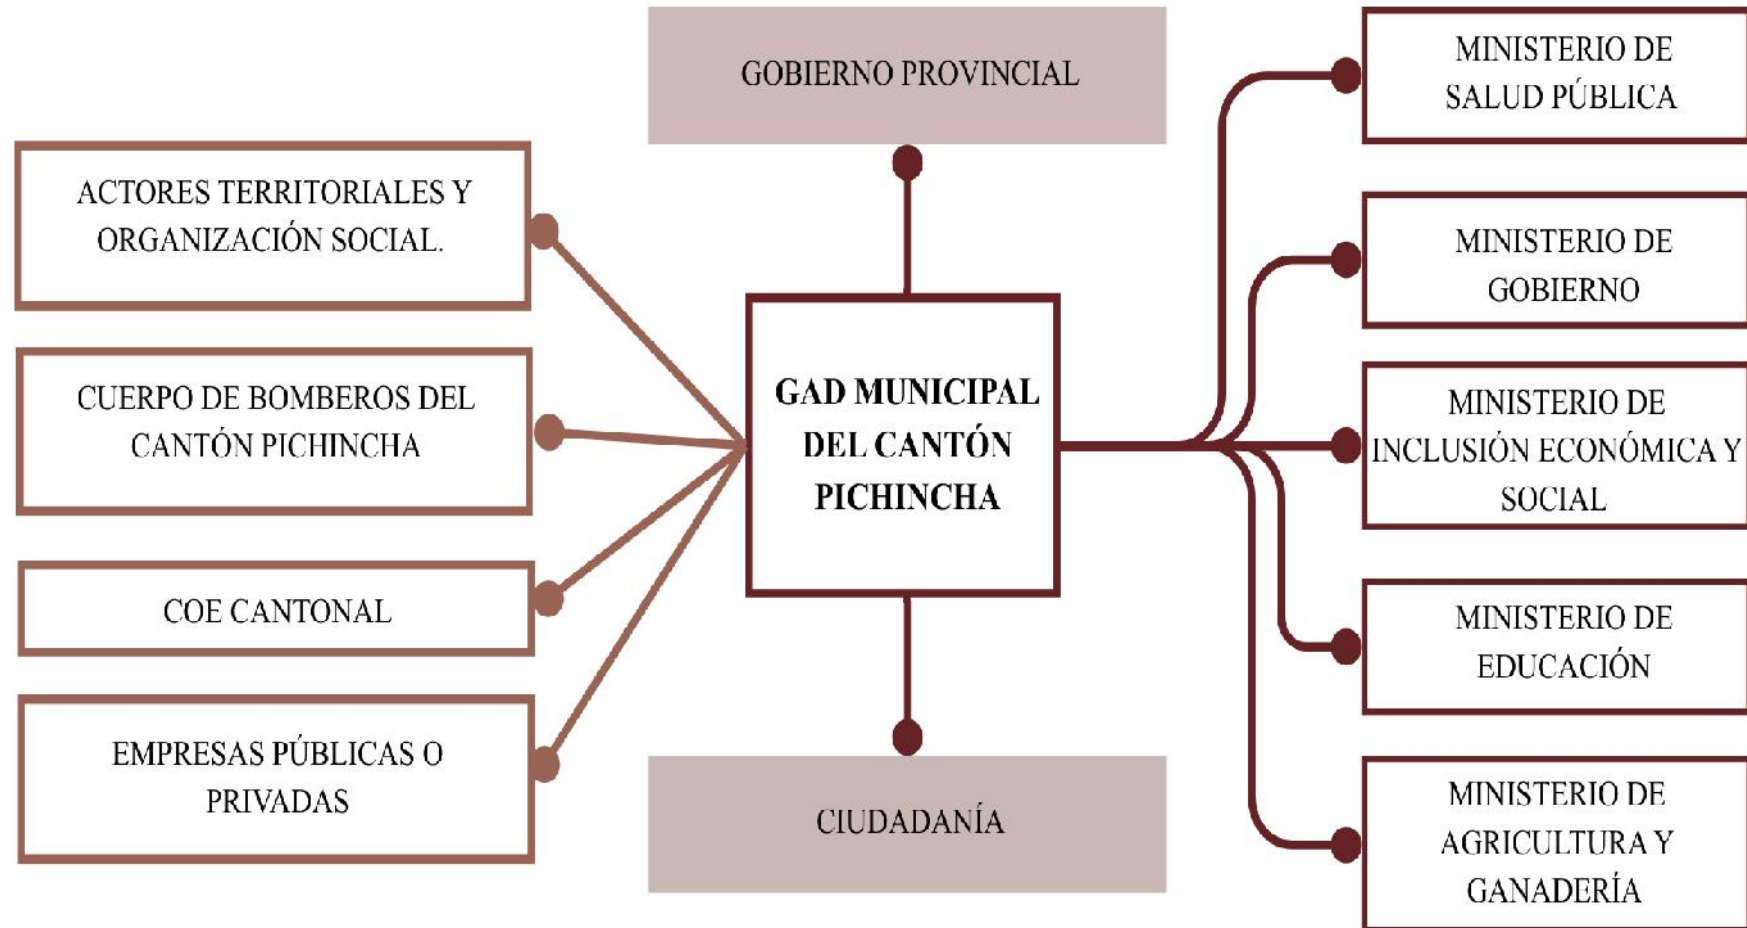 GOBIERNO PROVINCIAL
ACTORES TERRITORIALES Y
ORGANIZACIÓN SOCIAL.
CUERPO DE BOMBEROS DEL
CANTÓN PICHINCHA
COE CANTONAL
EMPRESAS PÚBLICAS O
PRIVADAS
GAD MUNICIPAL
DEL CANTÓN
PICHINCHA
CIUDADANÍA
MINISTERIO DE
SALUD PÚBLICA
MINISTERIO DE
GOBIERNO
MINISTERIO DE
INCLUSIÓN ECONÓMICA Y
SOCIAL
MINISTERIO DE
EDUCACIÓN
MINISTERIO DE
AGRICULTURA Y
GANADERÍA